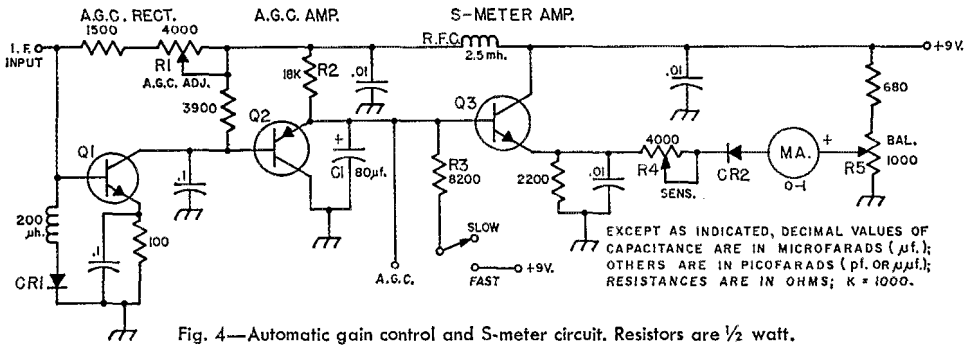 A.G.C. RECT.
A.G.C. AMP.
S-METER AMP.
I.F.
INPUT
1500
4000
R1
A.G.C. ADJ.
3900
18K
R2
.01
R.F.C.
2.5mh.
.01
+9V.
680
BAL.
1000
R5
Q1
Q2
Q3
+
C1
80µf.
R3
8200
2200
.01
4000
R4
SENS.
CR2
MA.
0-1
+
200
µh.
CR1
.1
100
.1
A.G.C.
SLOW
FAST
+9V.
EXCEPT AS INDICATED, DECIMAL VALUES OF
CAPACITANCE ARE IN MICROFARADS (µf.);
OTHERS ARE IN PICOFARADS (pf. OR µµf.);
RESISTANCES ARE IN OHMS; K = 1000.
Fig. 4—Automatic gain control and S-meter circuit. Resistors are ½ watt.